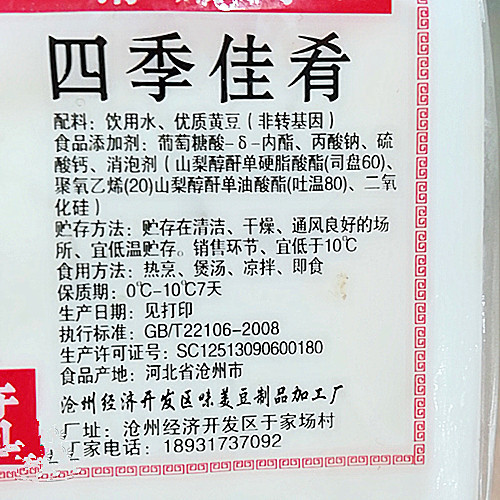 四季佳肴
配料：饮用水、优质黄豆（非转基因）
食品添加剂：葡萄糖酸-δ-内酯、丙酸钠、硫
酸钙、消泡剂（山梨醇酐单硬脂酸酯(司盘60)、
聚氧乙烯(20)山梨醇酐单油酸酯(吐温80)、二氧
化硅）
贮存方法：贮存在清洁、干燥、通风良好的场
所、宜低温贮存。销售环节、宜低于10℃
食用方法：热烹、煲汤、凉拌、即食
保质期：0℃-10℃7天
生产日期：见打印
执行标准：GB/T22106-2008
生产许可证号：SC12513090600180
食品产地：河北省沧州市
沧州经济开发区味美豆制品加工厂
厂址：沧州经济开发区于家场村
厂家电话：18931737092